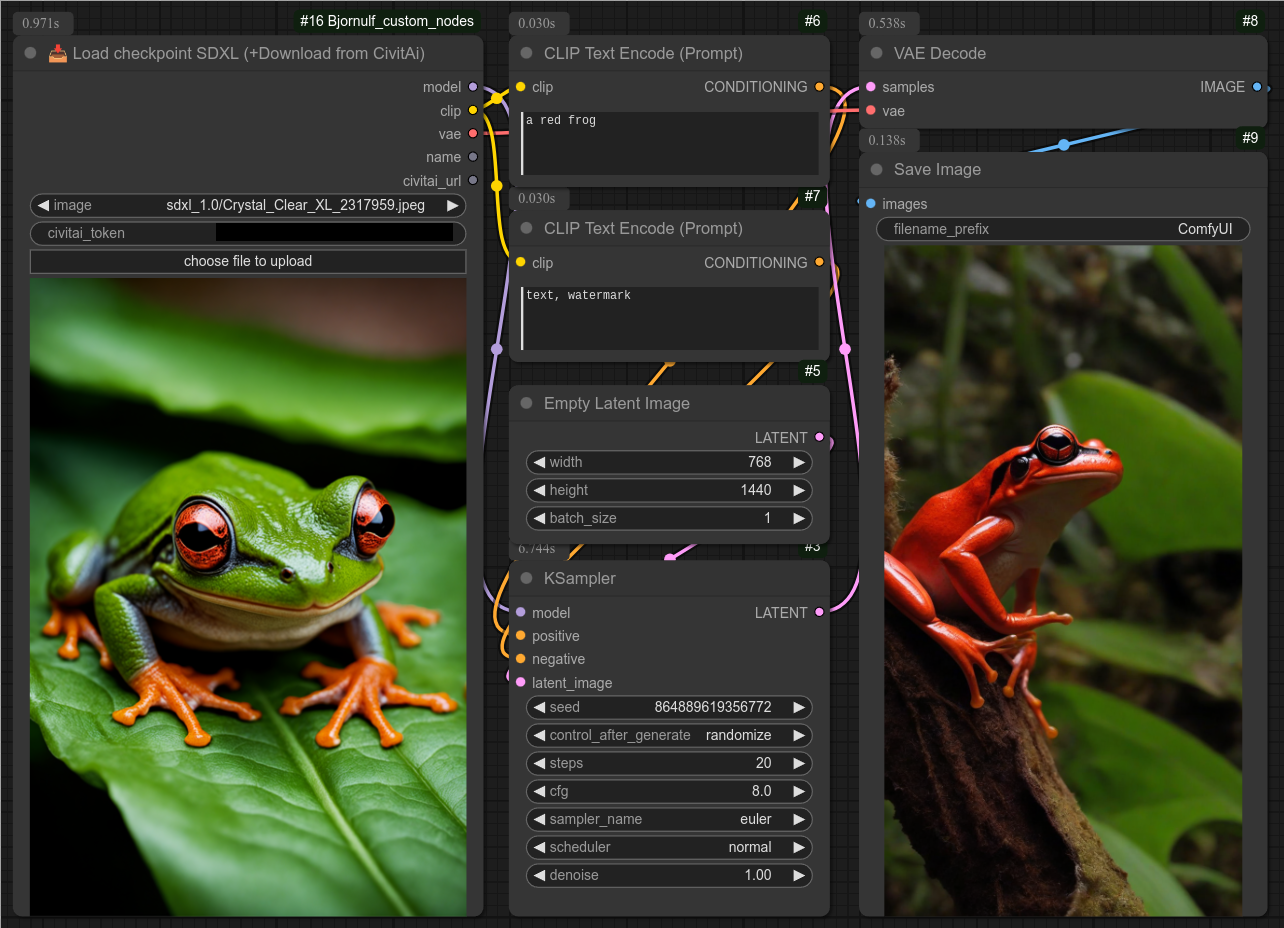 0.971s
#16 Bjornulf_custom_nodes
📥 Load checkpoint SDXL (+Download from CivitAi)
model
clip
vae
name
civitai_url
image sdxl_1.0/Crystal_Clear_XL_2317959.jpeg
civitai_token
choose file to upload
0.030s
#6
CLIP Text Encode (Prompt)
clip CONDITIONING
a red frog
0.030s
#7
CLIP Text Encode (Prompt)
clip CONDITIONING
text, watermark
#5
Empty Latent Image
LATENT
width 768
height 1440
batch_size 1
6.744s
#3
KSampler
model LATENT
positive
negative
latent_image
seed 864889619356772
control_after_generate randomize
steps 20
cfg 8.0
sampler_name euler
scheduler normal
denoise 1.00
0.538s
#8
VAE Decode
samples IMAGE
vae
0.138s
#9
Save Image
images
filename_prefix ComfyUI